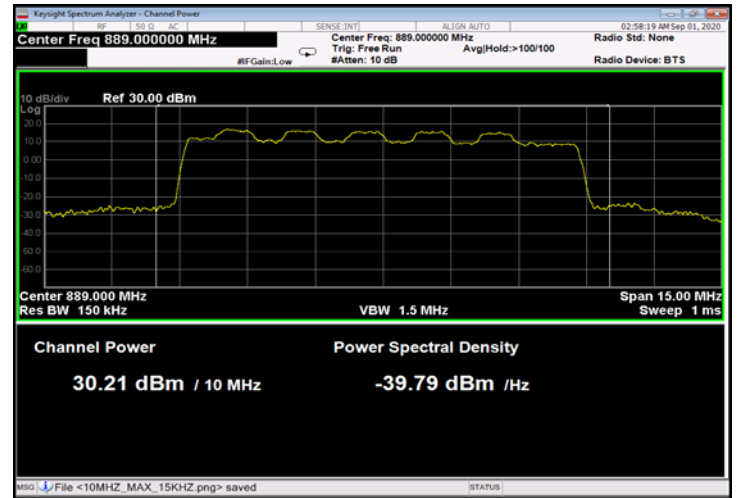 Keysight Spectrum Analyzer - Channel Power
RF 50 Ω AC SENSE:INT ALIGN AUTO 02:58:19 AM Sep 01, 2020
Center Freq 889.000000 MHz Center Freq: 889.000000 MHz Radio Std: None
Trig: Free Run Avg|Hold:>100/100
#IFGain:Low #Atten: 10 dB Radio Device: BTS
10 dB/div Ref 30.00 dBm
Log
20.0
10.0
0.00
-10.0
-20.0
-30.0
-40.0
-50.0
-60.0
Center 889.000 MHz Span 15.00 MHz
Res BW 150 kHz VBW 1.5 MHz Sweep 1 ms
Channel Power Power Spectral Density
30.21 dBm / 10 MHz -39.79 dBm /Hz
MSG File <10MHZ_MAX_15KHZ.png> saved STATUS